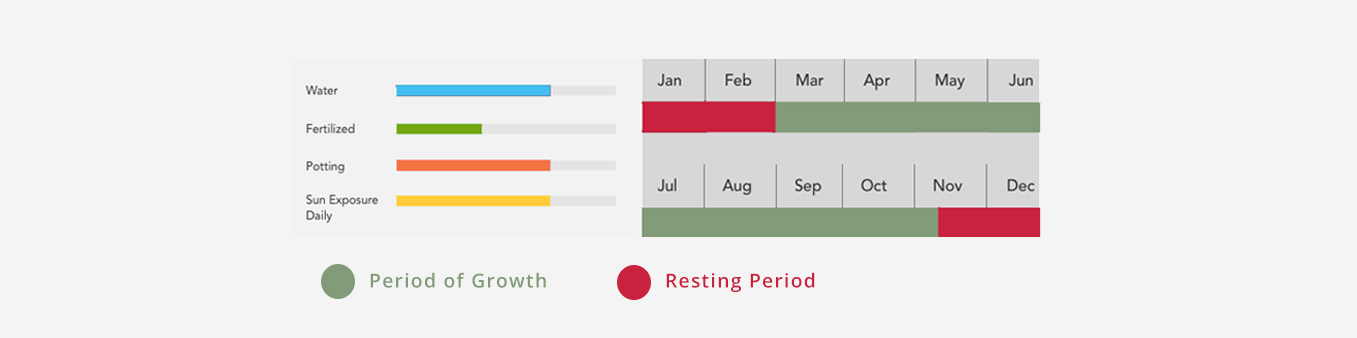 Water
Fertilized
Potting
Sun Exposure
Daily
Jan Feb Mar Apr May Jun
Jul Aug Sep Oct Nov Dec
Period of Growth Resting Period